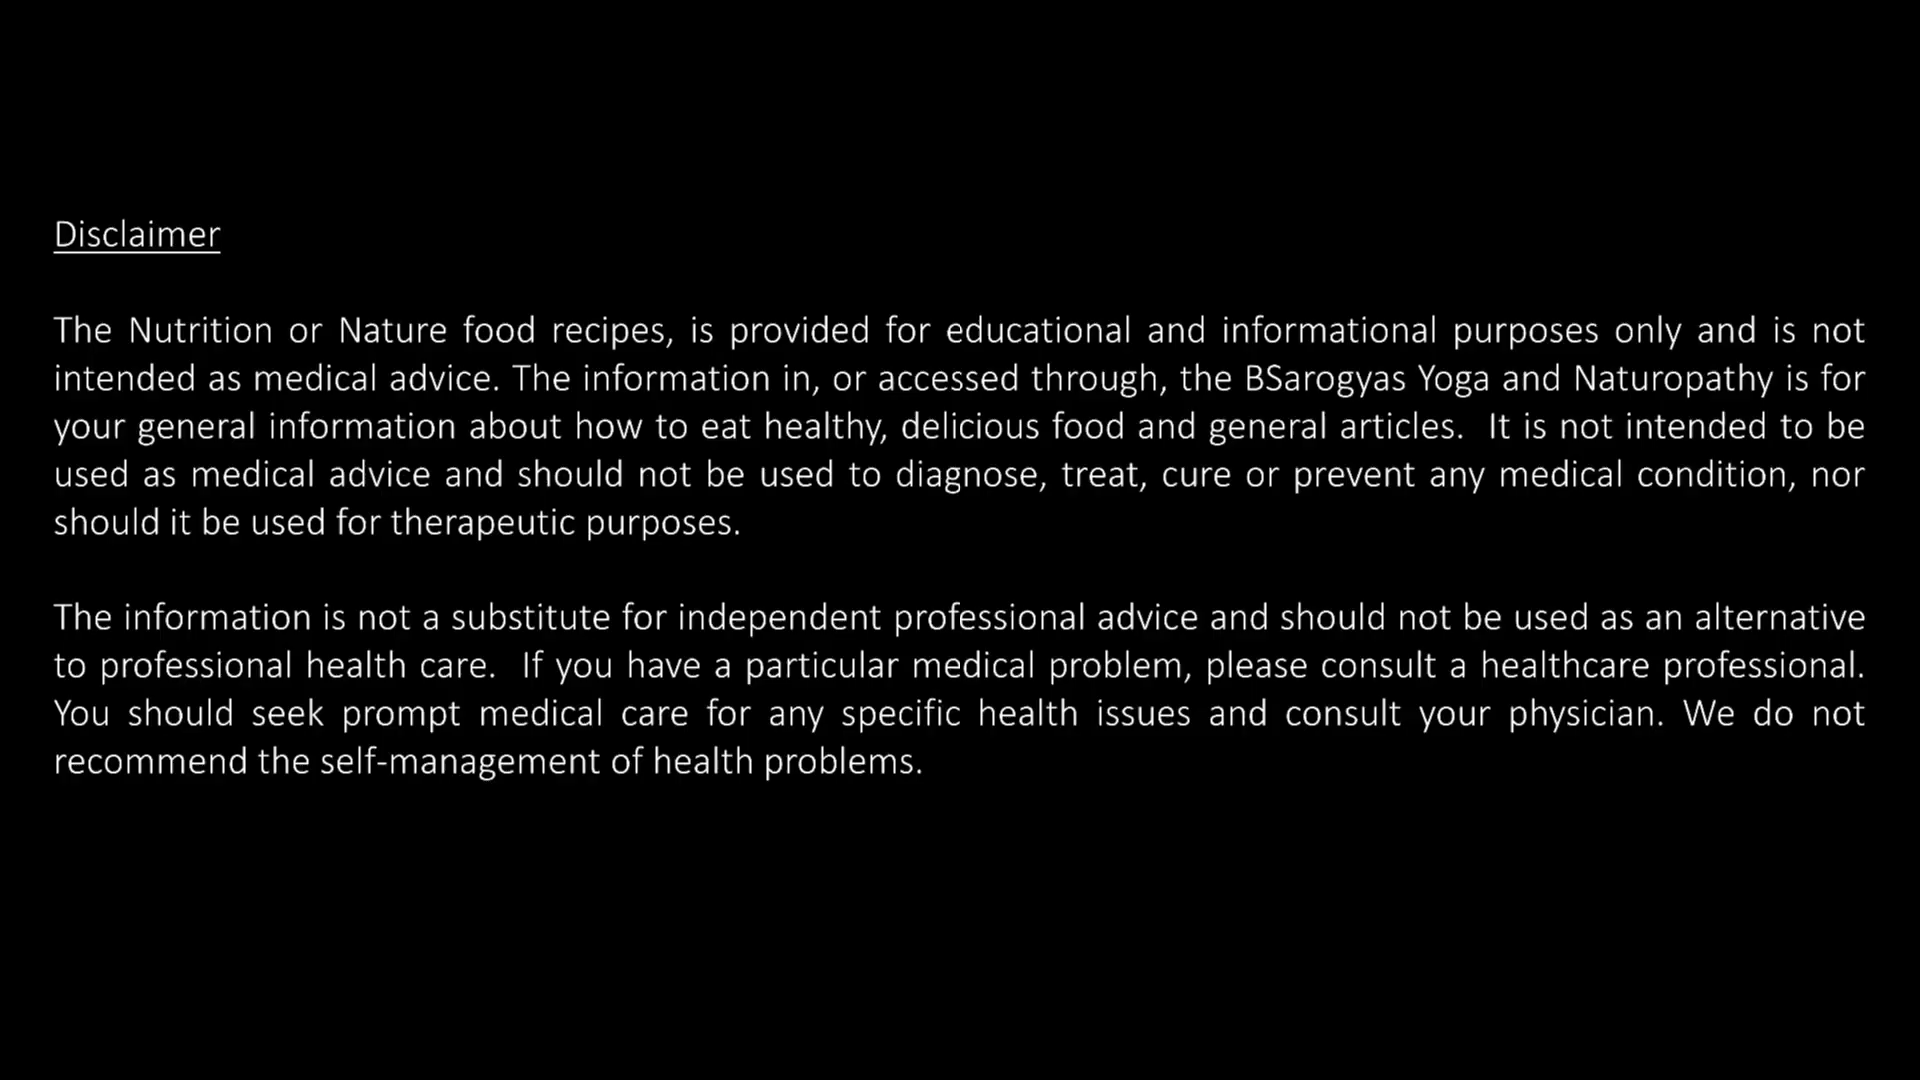 Disclaimer
The Nutrition or Nature food recipes, is provided for educational and informational purposes only and is not
intended as medical advice. The information in, or accessed through, the BSarogyas Yoga and Naturopathy is for
your general information about how to eat healthy, delicious food and general articles.  It is not intended to be
used as medical advice and should not be used to diagnose, treat, cure or prevent any medical condition, nor
should it be used for therapeutic purposes.
The information is not a substitute for independent professional advice and should not be used as an alternative
to professional health care.  If you have a particular medical problem, please consult a healthcare professional.
You should seek prompt medical care for any specific health issues and consult your physician. We do not
recommend the self-management of health problems.